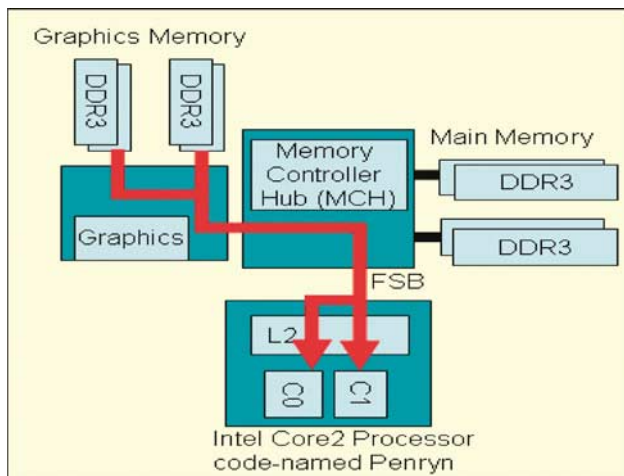 Graphics Memory
DDR3
DDR3
Memory
Controller
Hub (MCH)
Main Memory
DDR3
DDR3
Graphics
FSB
L2
C0
C1
Intel Core2 Processor
code-named Penryn